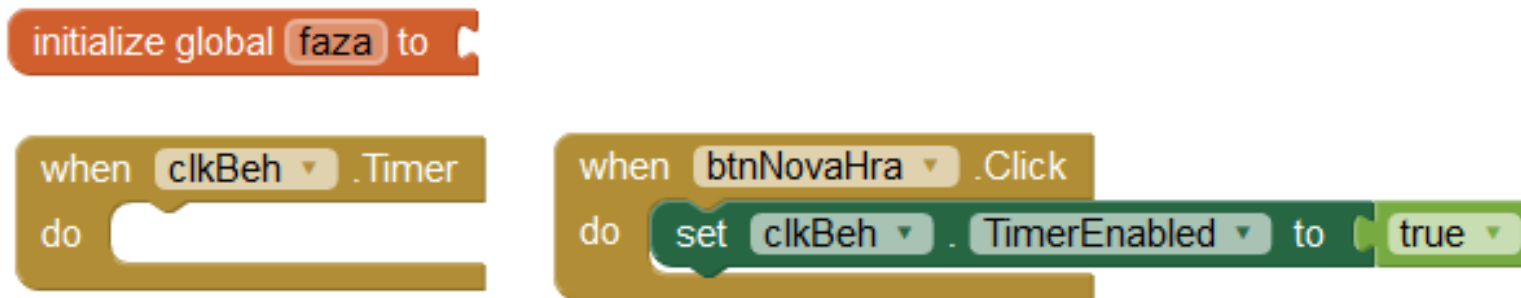 initialize global faza to
when clkBeh .Timer
do
when btnNovaHra .Click
do set clkBeh . TimerEnabled to true